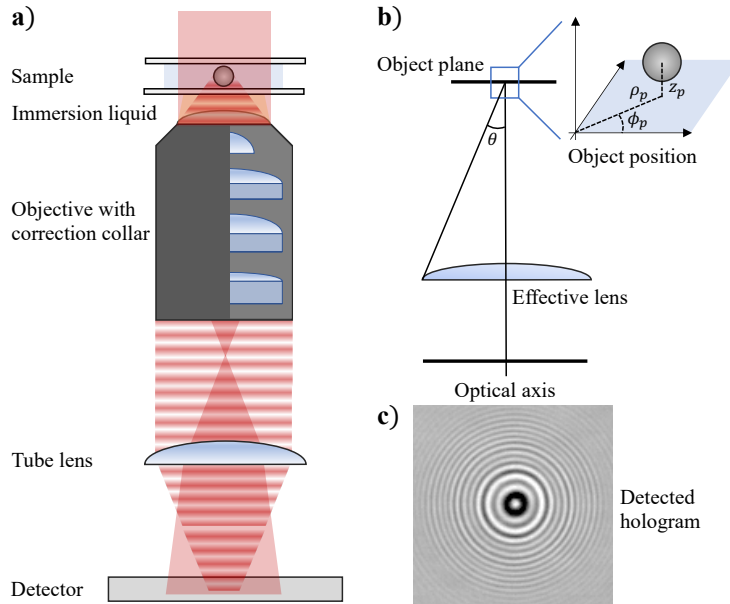 a)
Sample
Immersion liquid
Objective with
correction collar
Tube lens
Detector
b)
Object plane
θ
ρₚ
zₚ
ϕₚ
Object position
Effective lens
Optical axis
c)
Detected
hologram